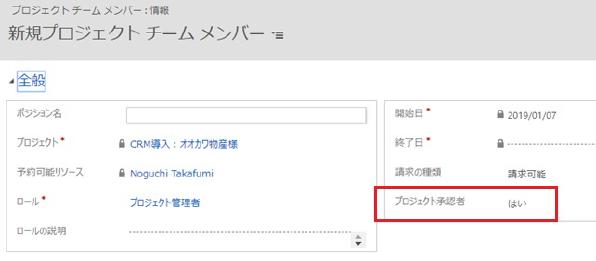 プロジェクト チーム メンバー : 情報
新規プロジェクト チーム メンバー
全般
ポジション名
プロジェクト* CRM導入：オオカワ物産様
予約可能リソース Noguchi Takafumi
ロール* プロジェクト管理者
ロールの説明
開始日* 2019/01/07
終了日*
請求の種類 請求可能
プロジェクト承認者 はい